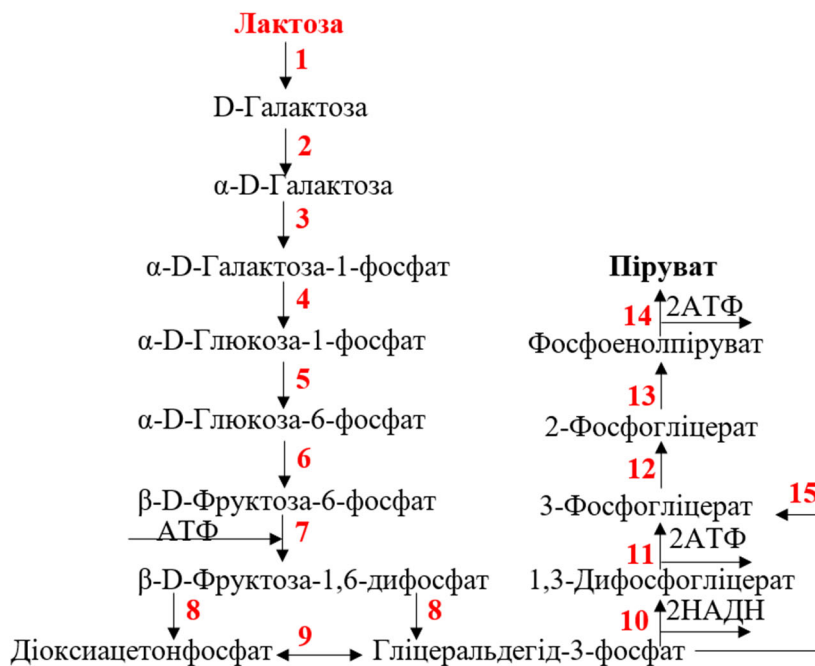 Лактоза
1
D-Галактоза
2
α-D-Галактоза
3
α-D-Галактоза-1-фосфат
4
α-D-Глюкоза-1-фосфат
5
α-D-Глюкоза-6-фосфат
6
β-D-Фруктоза-6-фосфат
АТФ
7
β-D-Фруктоза-1,6-дифосфат
8
8
Діоксиацетонфосфат
9
Гліцеральдегід-3-фосфат
Піруват
14
2АТФ
Фосфоенолпіруват
13
2-Фосфогліцерат
12
15
3-Фосфогліцерат
11
2АТФ
1,3-Дифосфогліцерат
10
2НАДН